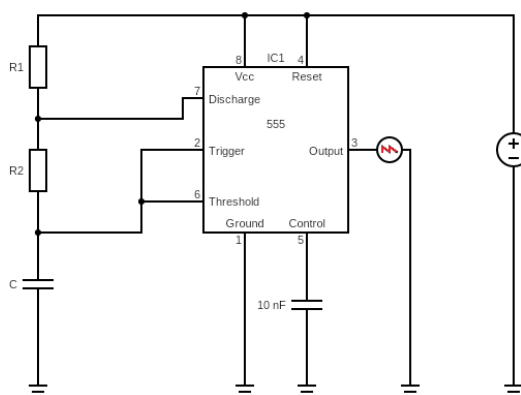 IC1
8
4
R1
Vcc
Reset
7
Discharge
555
2
Trigger
Output
3
R2
6
Threshold
Ground
Control
1
5
C
10 nF